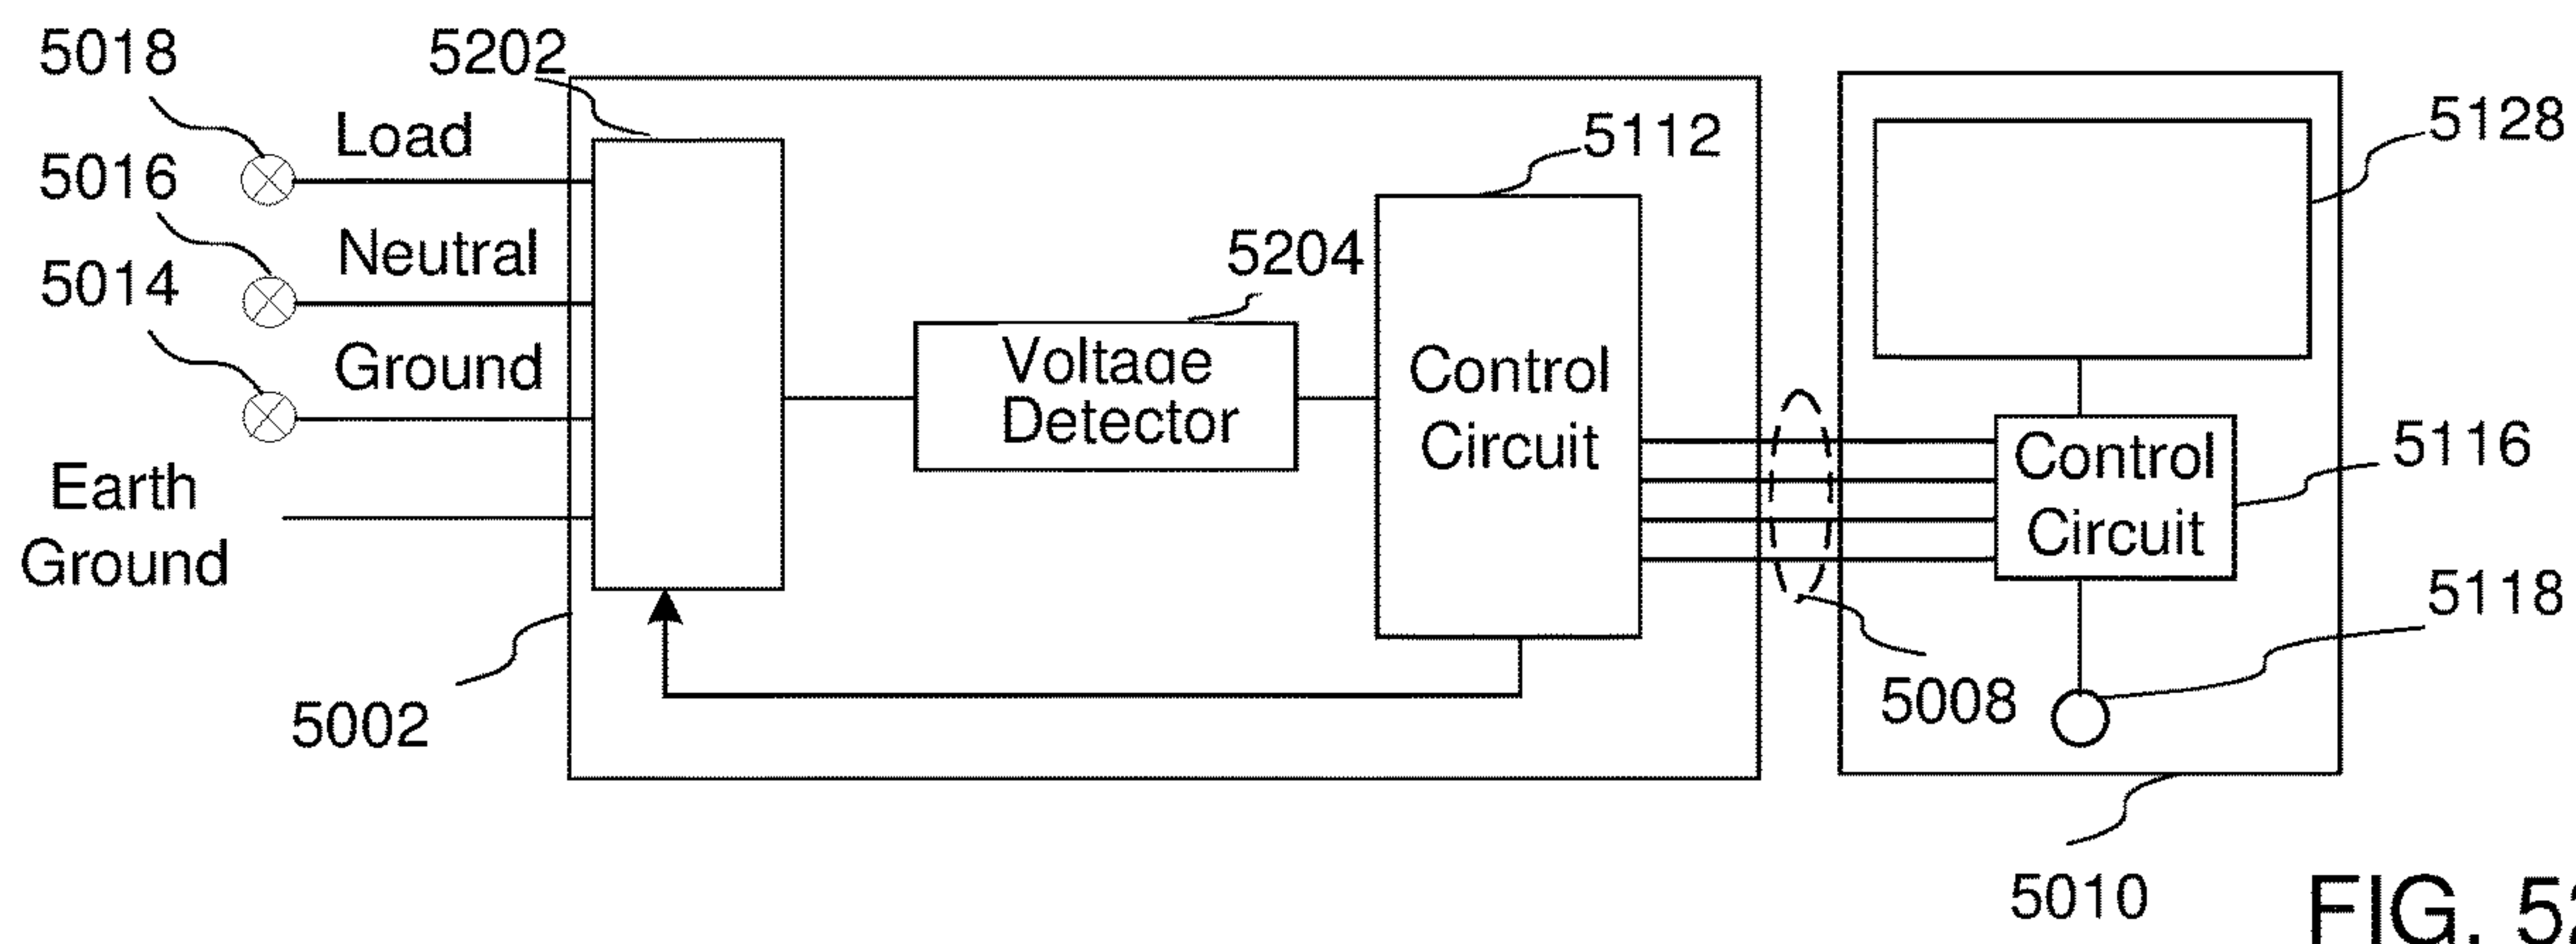 5018
5202
Load
5112
5128
5016
Neutral
5204
5014
Ground
Voltage
Detector
Control
Circuit
Control
Circuit
5116
Earth
Ground
5118
5002
5008
5010
FIG. 52